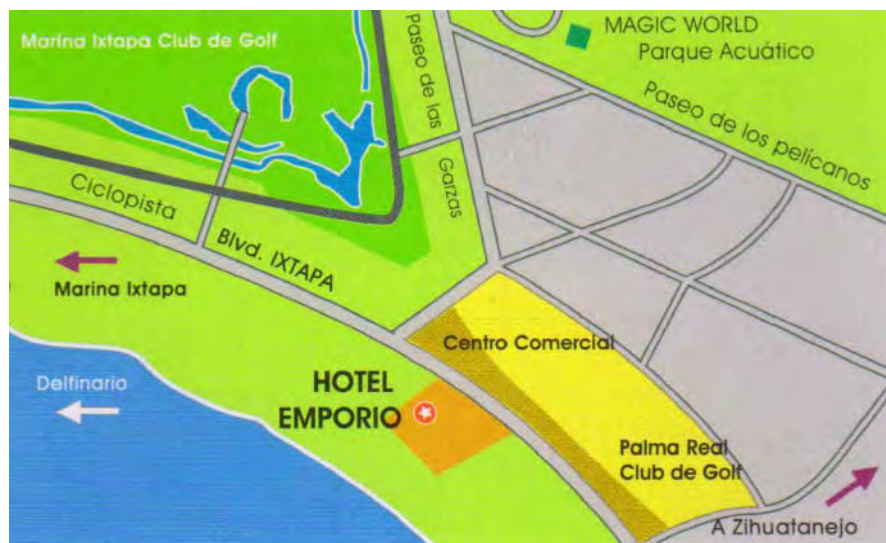 Marina Ixtapa Club de Golf
MAGIC WORLD
Parque Acuático
Paseo de las
Garzas
Paseo de los pelícanos
Ciclopista
Blvd. IXTAPA
Marina Ixtapa
Delfinario
HOTEL
EMPORIO
Centro Comercial
Palma Real
Club de Golf
A Zihuatanejo